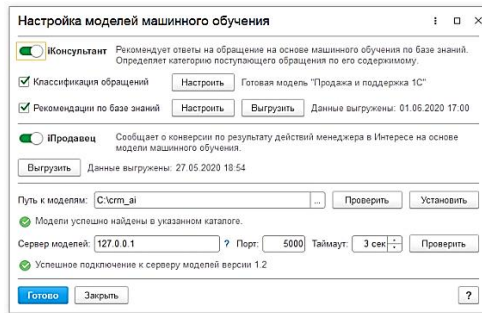 Настройка моделей машинного обучения
iКонсультант Рекомендует ответы на обращение на основе машинного обучения по базе знаний.
Определяет категорию поступающего обращения по его содержимому.
Классификация обращений Настроить Готовая модель "Продажа и поддержка 1С"
Рекомендации по базе знаний Настроить Выгрузить Данные выгружены: 01.06.2020 17:00
iПродавец Сообщает о конверсии по результату действий менеджера в Интересе на основе
модели машинного обучения.
Выгрузить Данные выгружены: 27.05.2020 18:54
Путь к моделям: C:\crm_ai ... Проверить Установить
Модели успешно найдены в указанном каталоге.
Сервер моделей: 127.0.0.1 ? Порт: 5000 Таймаут: 3 сек Проверить
Успешное подключение к серверу моделей версии 1.2
Готово Закрыть ?